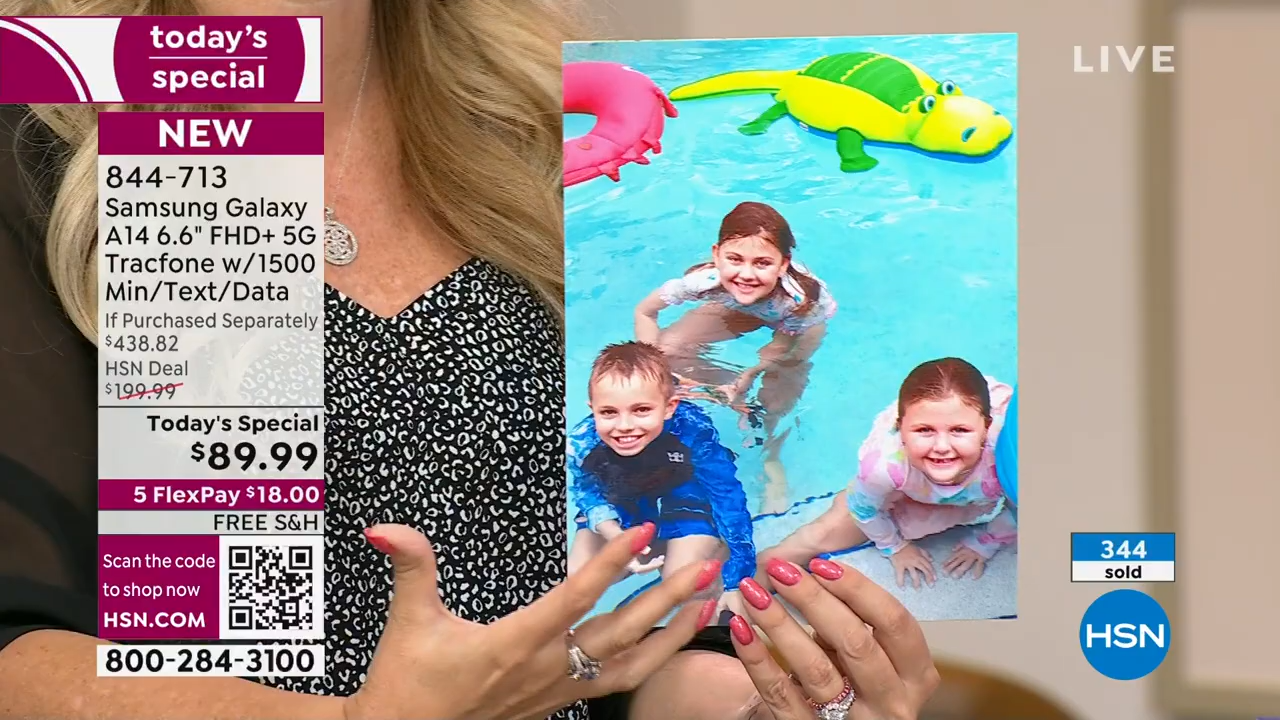 today's
special
NEW
844-713
Samsung Galaxy
A14 6.6" FHD+ 5G
Tracfone w/1500
Min/Text/Data
If Purchased Separately
$438.82
HSN Deal
$199.99
Today's Special
$89.99
5 FlexPay $18.00
FREE S&H
Scan the code
to shop now
HSN.COM
800-284-3100
LIVE
344
sold
HSN